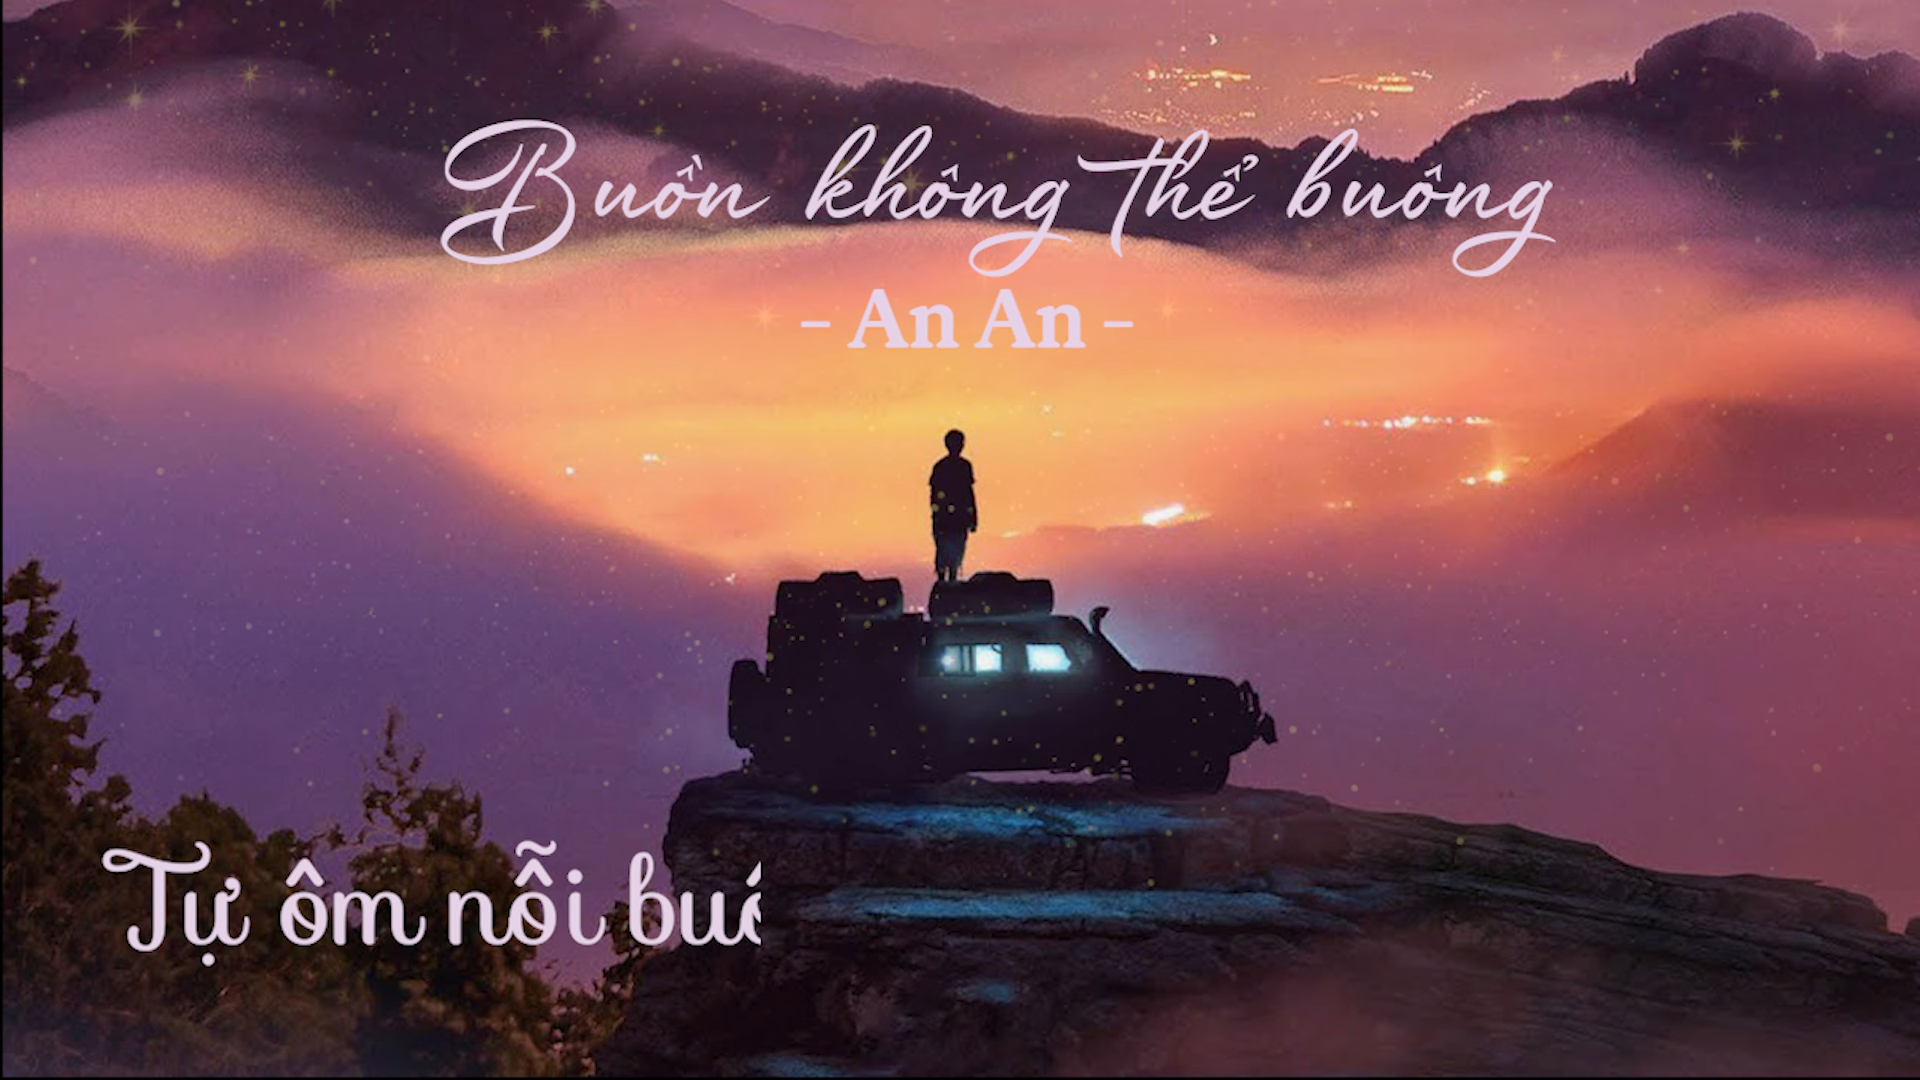 Buồn không thể buông
- An An -
Tự ôm nỗi